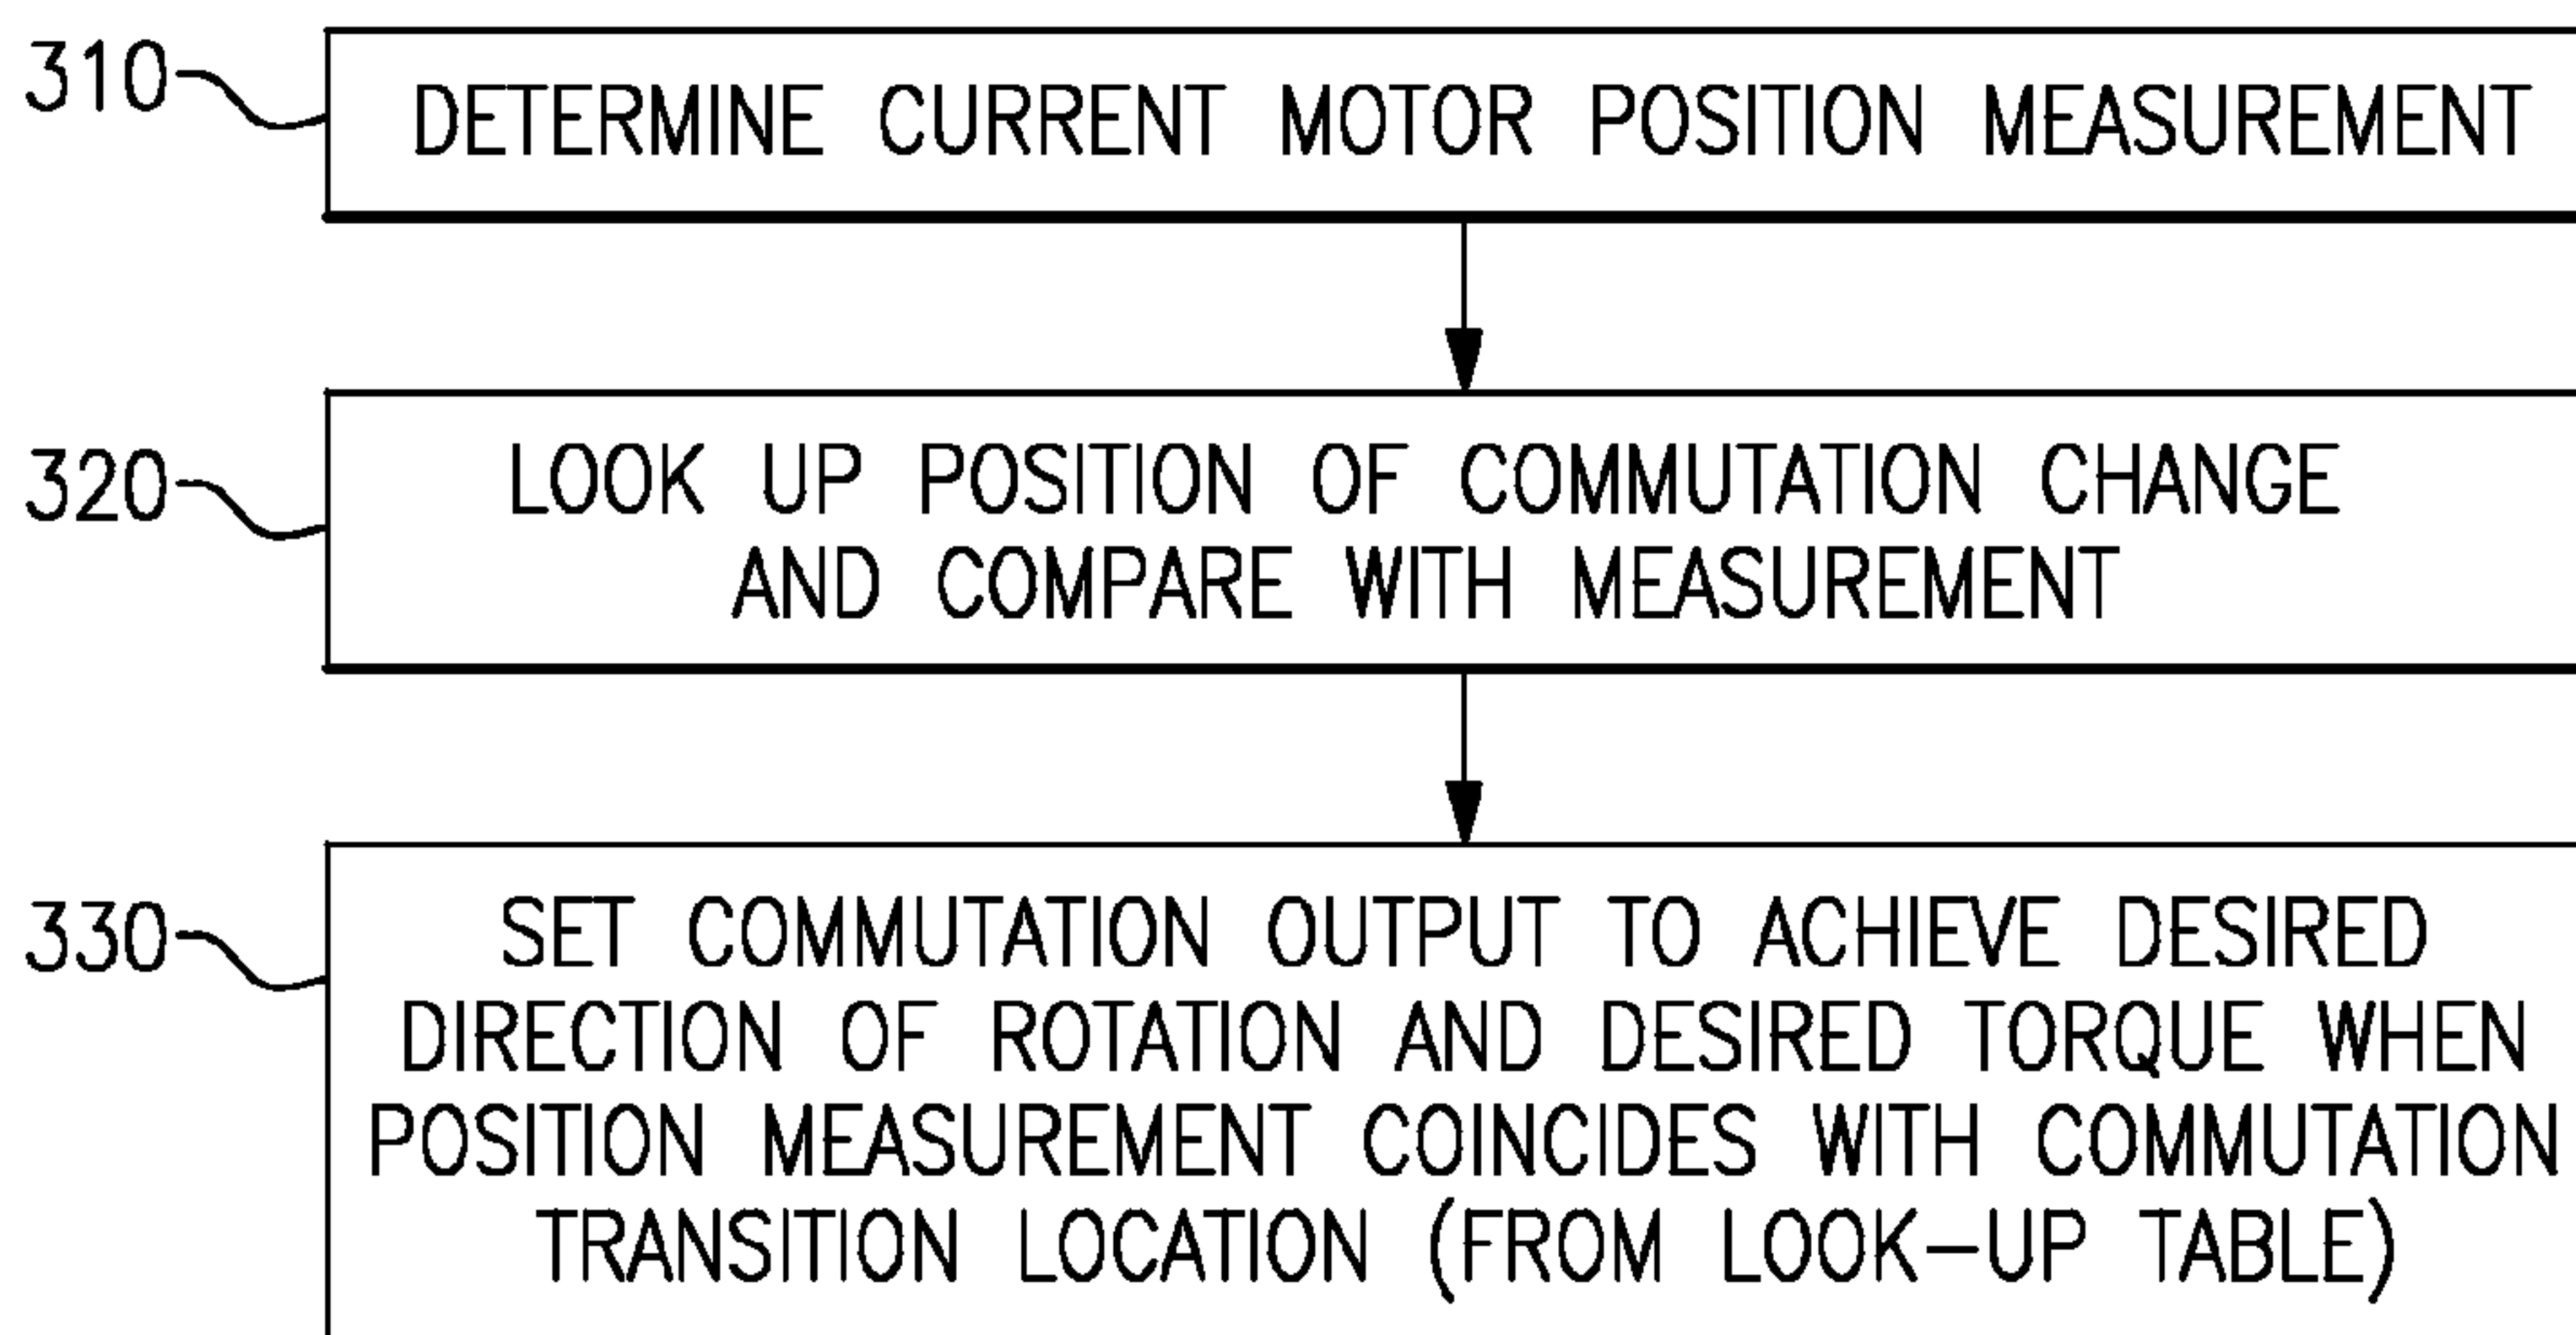 310
DETERMINE CURRENT MOTOR POSITION MEASUREMENT
320
LOOK UP POSITION OF COMMUTATION CHANGE
AND COMPARE WITH MEASUREMENT
330
SET COMMUTATION OUTPUT TO ACHIEVE DESIRED
DIRECTION OF ROTATION AND DESIRED TORQUE WHEN
POSITION MEASUREMENT COINCIDES WITH COMMUTATION
TRANSITION LOCATION (FROM LOOK-UP TABLE)